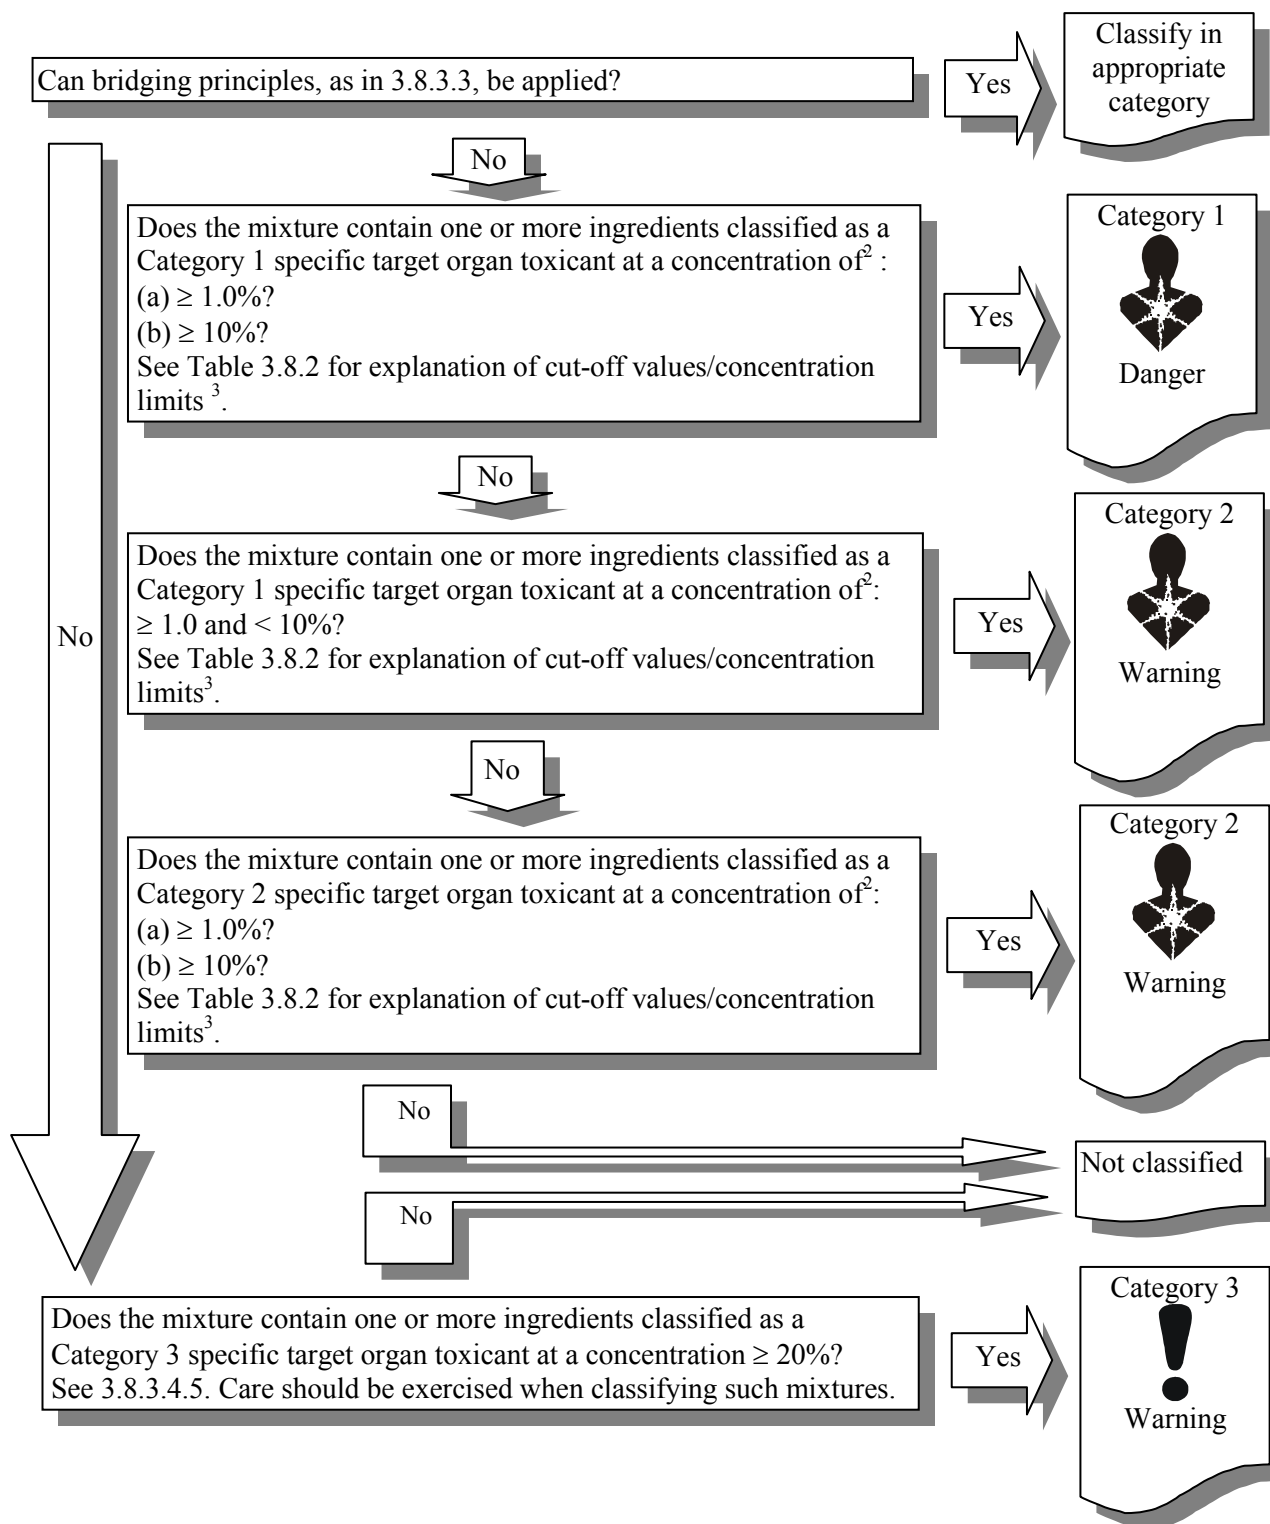 Can bridging principles, as in 3.8.3.3, be applied?
Yes
Classify in
appropriate
category
No
Does the mixture contain one or more ingredients classified as a
Category 1 specific target organ toxicant at a concentration of² :
(a) ≥ 1.0%?
(b) ≥ 10%?
See Table 3.8.2 for explanation of cut-off values/concentration
limits ³.
Yes
Category 1
Danger
No
Does the mixture contain one or more ingredients classified as a
Category 1 specific target organ toxicant at a concentration of²:
≥ 1.0 and < 10%?
See Table 3.8.2 for explanation of cut-off values/concentration
limits³.
Yes
Category 2
Warning
No
No
Does the mixture contain one or more ingredients classified as a
Category 2 specific target organ toxicant at a concentration of²:
(a) ≥ 1.0%?
(b) ≥ 10%?
See Table 3.8.2 for explanation of cut-off values/concentration
limits³.
Yes
Category 2
Warning
No
Not classified
No
Does the mixture contain one or more ingredients classified as a
Category 3 specific target organ toxicant at a concentration ≥ 20%?
See 3.8.3.4.5. Care should be exercised when classifying such mixtures.
Yes
Category 3
Warning